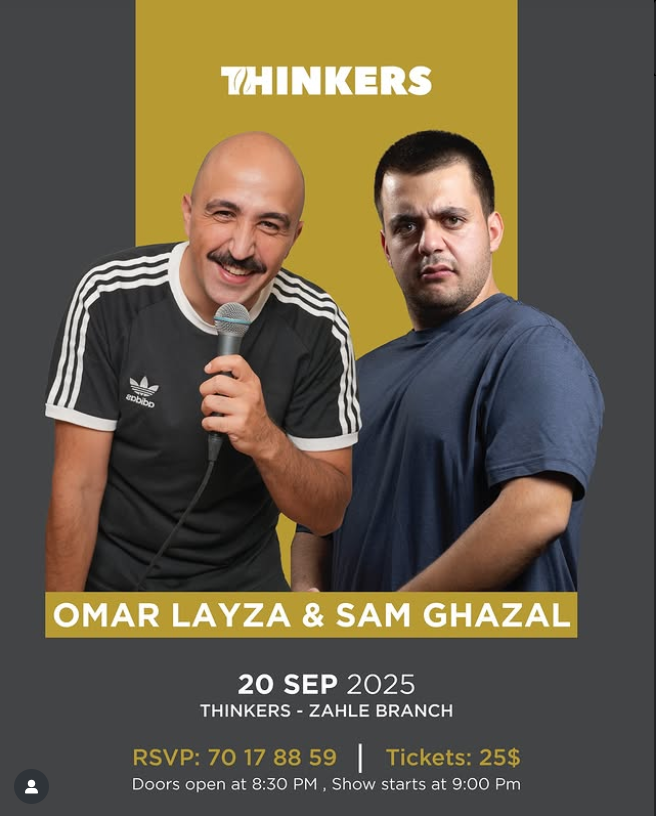 THINKERS
adidas
OMAR LAYZA & SAM GHAZAL
20 SEP 2025
THINKERS - ZAHLE BRANCH
RSVP: 70 17 88 59 | Tickets: 25$
Doors open at 8:30 PM , Show starts at 9:00 Pm